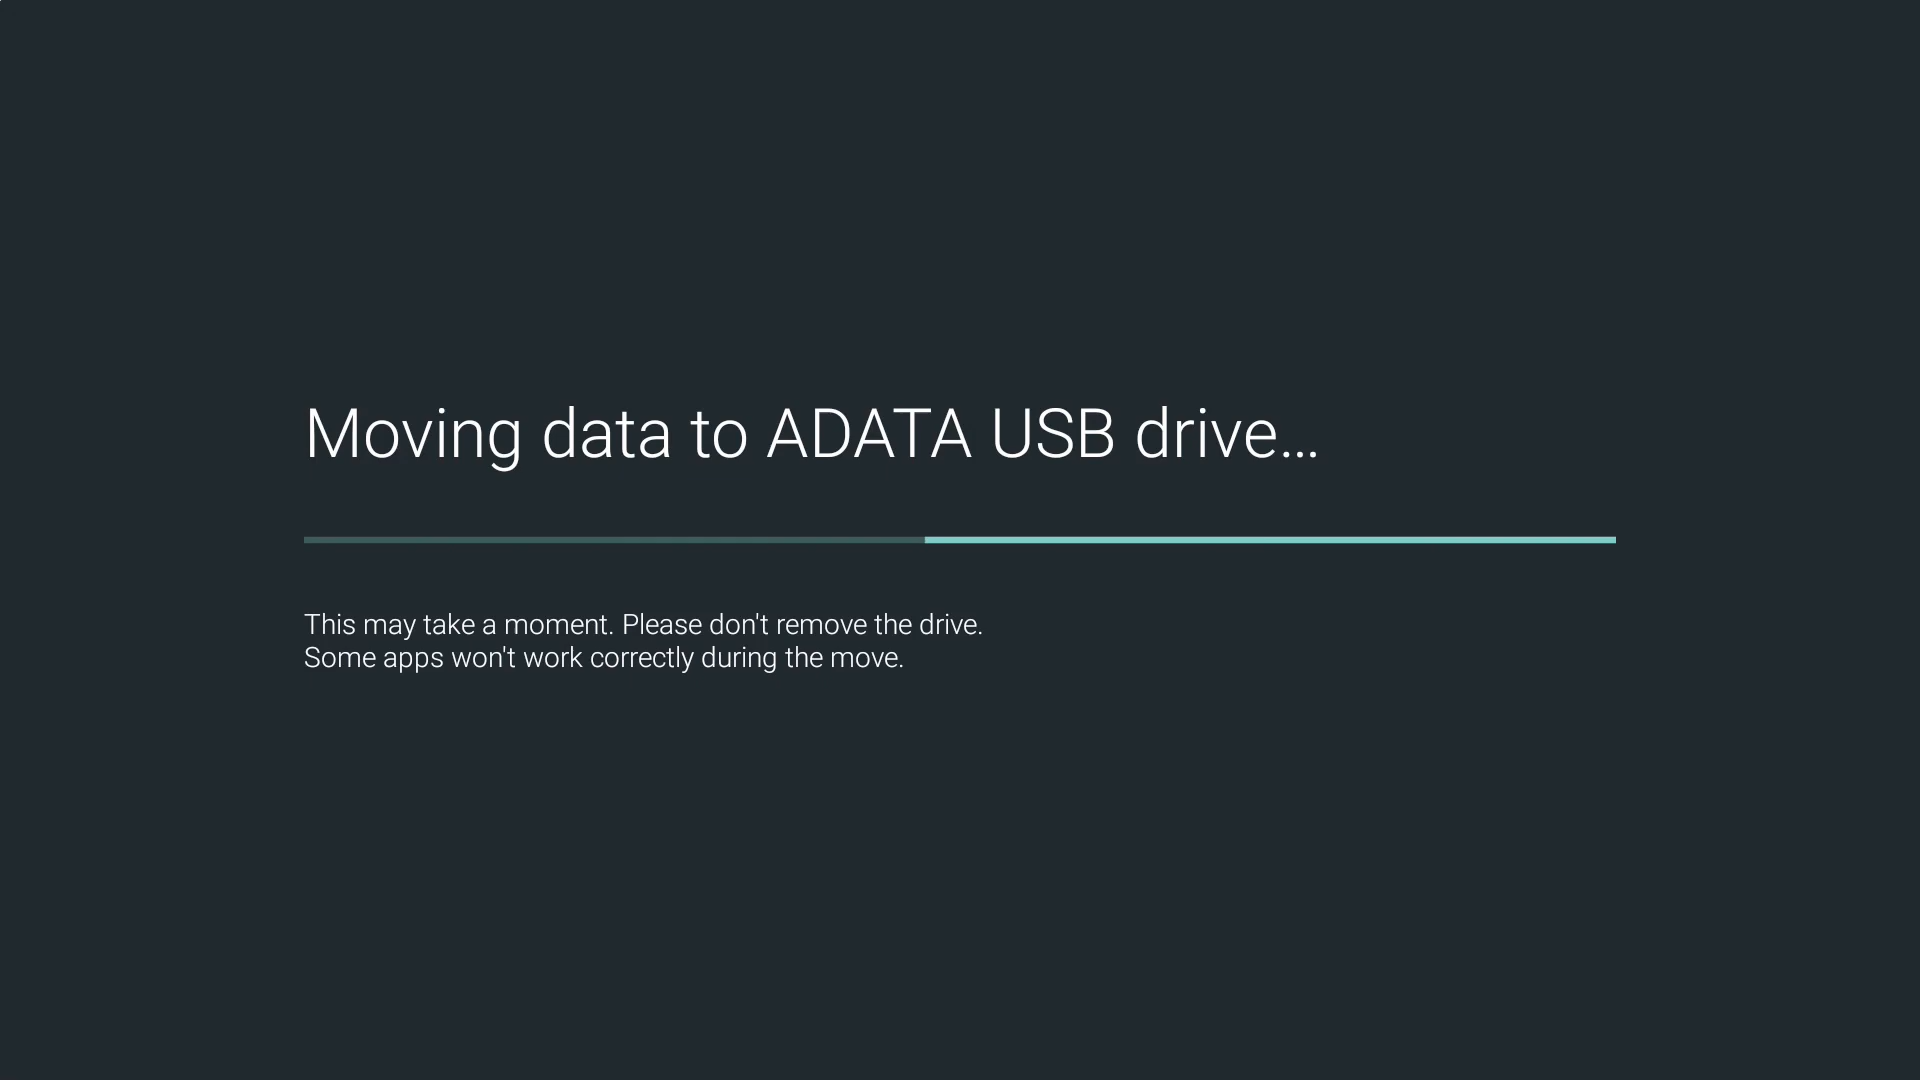 Moving data to ADATA USB drive...
This may take a moment. Please don't remove the drive.
Some apps won't work correctly during the move.